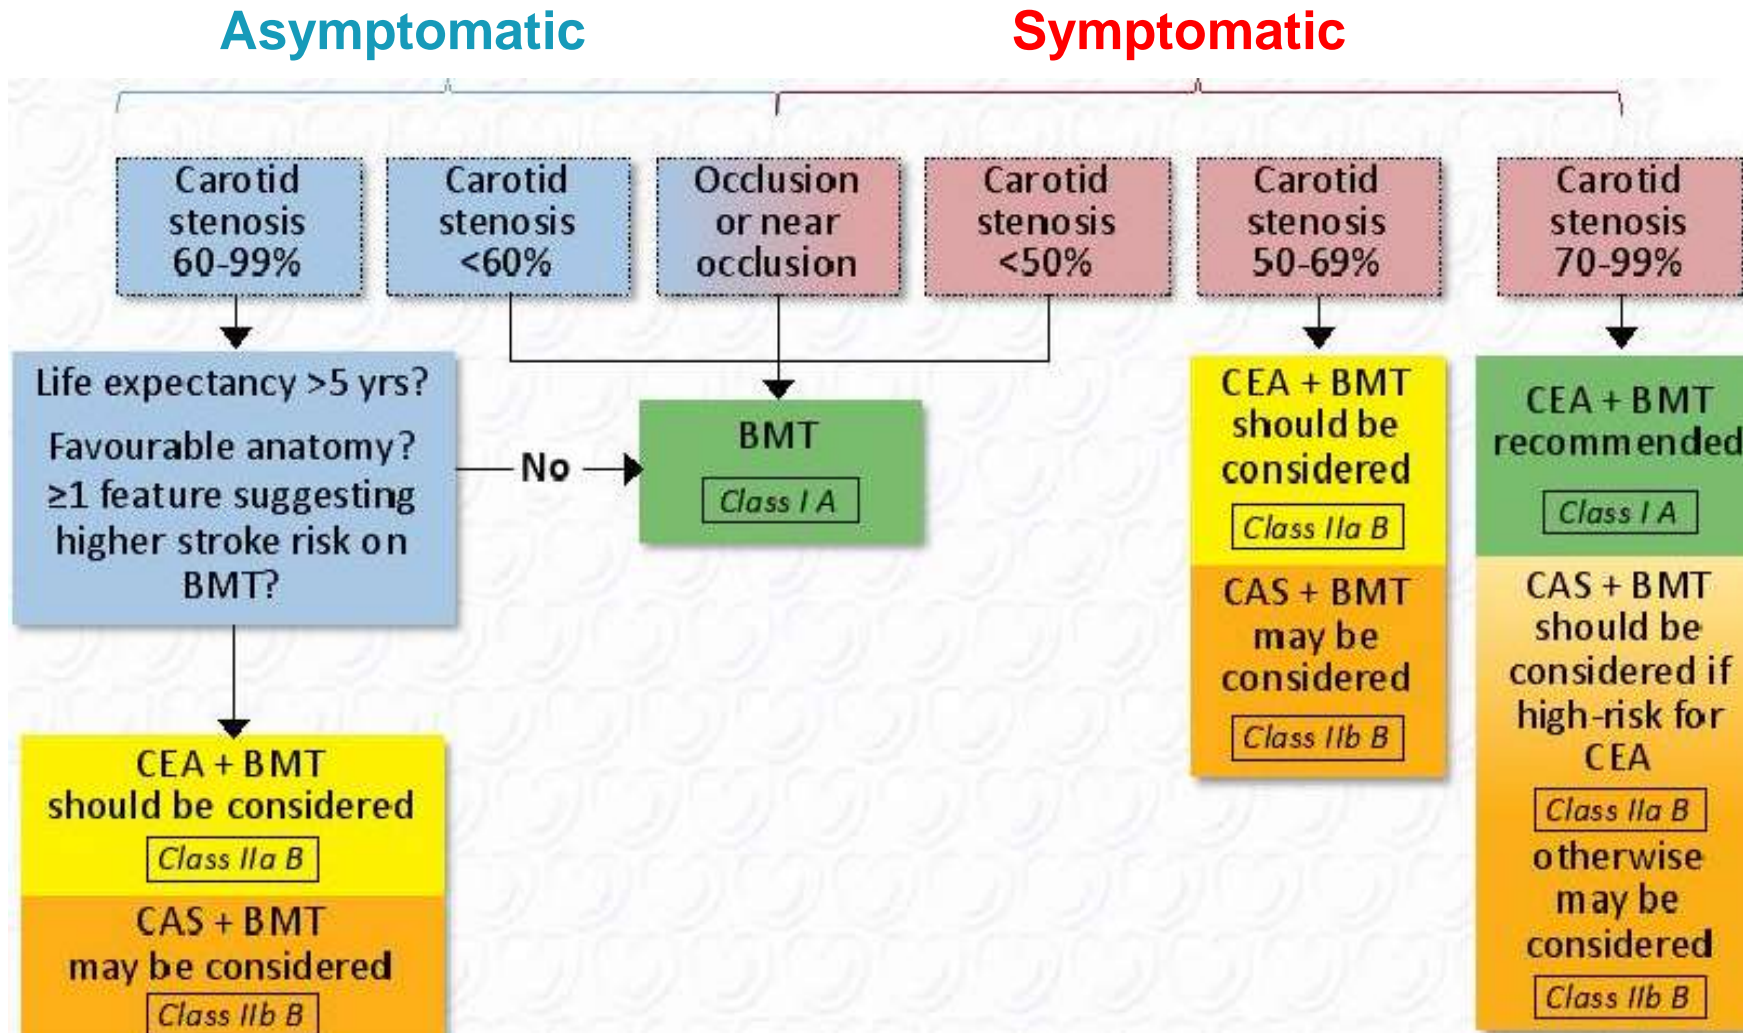 Asymptomatic
Symptomatic
Carotid
stenosis
60-99%
Carotid
stenosis
<60%
Occlusion
or near
occlusion
Carotid
stenosis
<50%
Carotid
stenosis
50-69%
Carotid
stenosis
70-99%
Life expectancy >5 yrs?
Favourable anatomy?
≥1 feature suggesting
higher stroke risk on
BMT?
No
BMT
Class I A
CEA + BMT
should be
considered
Class IIa B
CAS + BMT
may be
considered
Class IIb B
CEA + BMT
recommended
Class I A
CAS + BMT
should be
considered if
high-risk for
CEA
Class IIa B
otherwise
may be
considered
Class IIb B
CEA + BMT
should be considered
Class IIa B
CAS + BMT
may be considered
Class IIb B